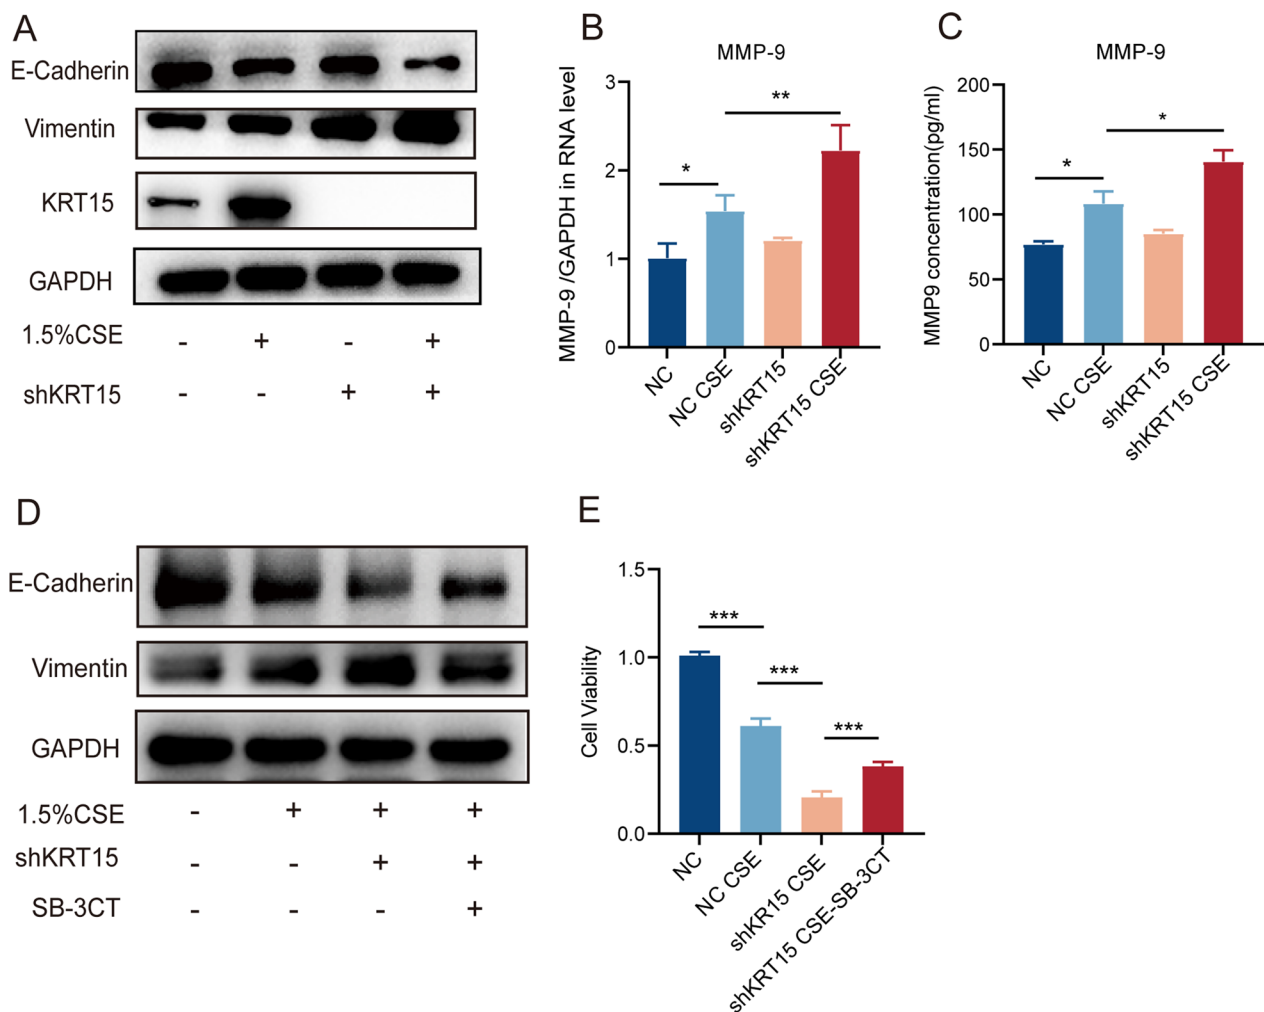 A
E-Cadherin
Vimentin
KRT15
GAPDH
1.5%CSE - + - +
shKRT15 - - + +
B
MMP-9
MMP-9 /GAPDH in RNA level
3
2
1
0
*
**
NC
NC CSE
shKRT15
shKRT15 CSE
C
MMP-9
MMP9 concentration(pg/ml)
200
150
100
50
0
*
*
NC
NC CSE
shKRT15
shKRT15 CSE
D
E-Cadherin
Vimentin
GAPDH
1.5%CSE - + + +
shKRT15 - - + +
SB-3CT - - - +
E
Cell Viability
1.5
1.0
0.5
0.0
***
***
***
NC
NC CSE
shKR15 CSE
shKRT15 CSE-SB-3CT